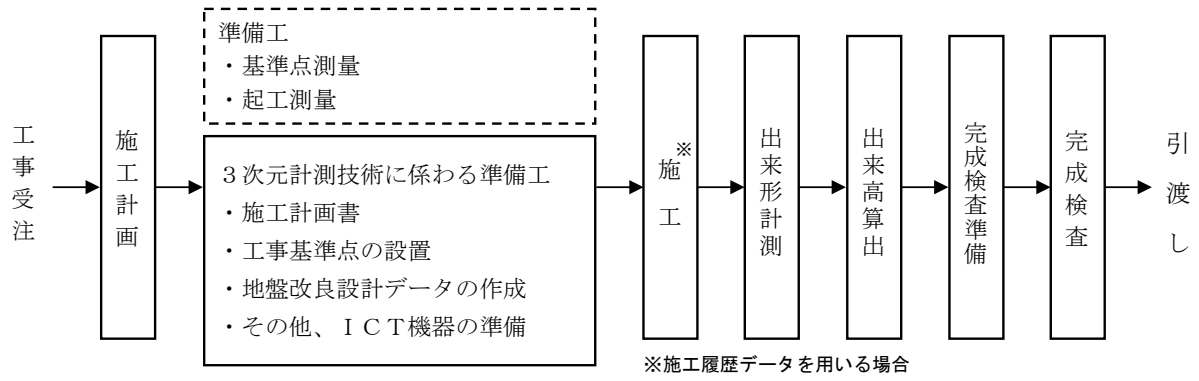 工事受注
施工計画
準備工
・基準点測量
・起工測量
３次元計測技術に係わる準備工
・施工計画書
・工事基準点の設置
・地盤改良設計データの作成
・その他、ＩＣＴ機器の準備
施工※
出来形計測
出来高算出
完成検査準備
完成検査
引渡し
※施工履歴データを用いる場合